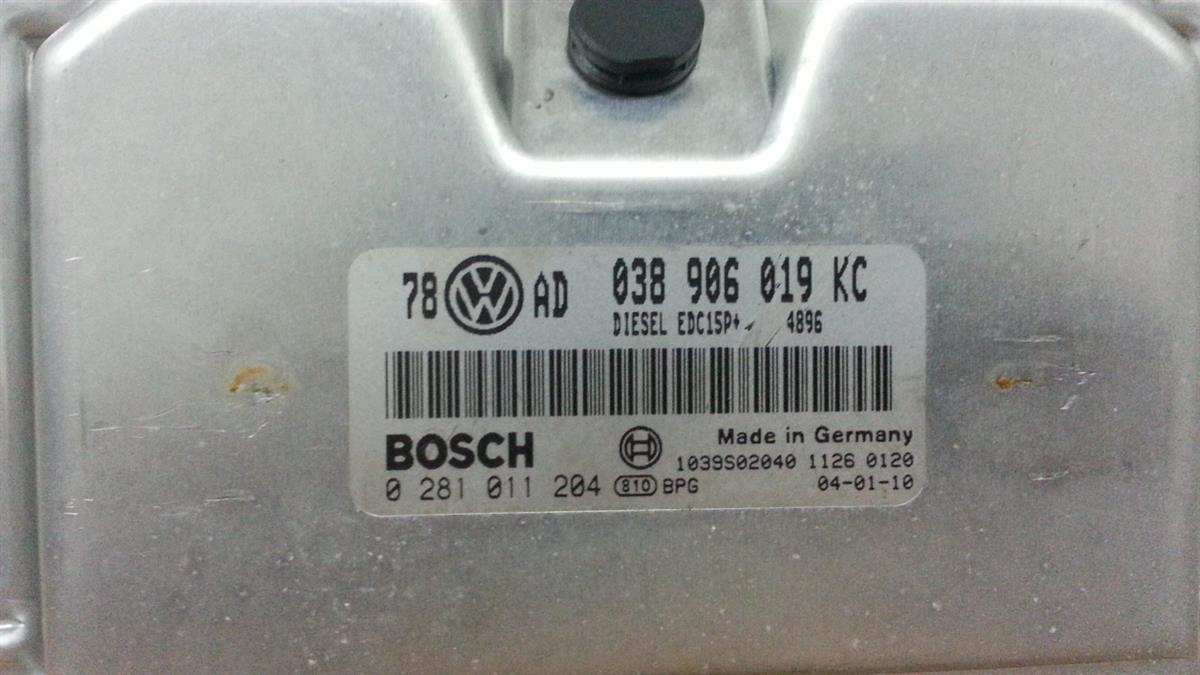 78 AD 038 906 019 KC
DIESEL EDC15P+ 4896
BOSCH Made in Germany
1039S02040 1126 0120
0 281 011 204 810 BPG 04-01-10